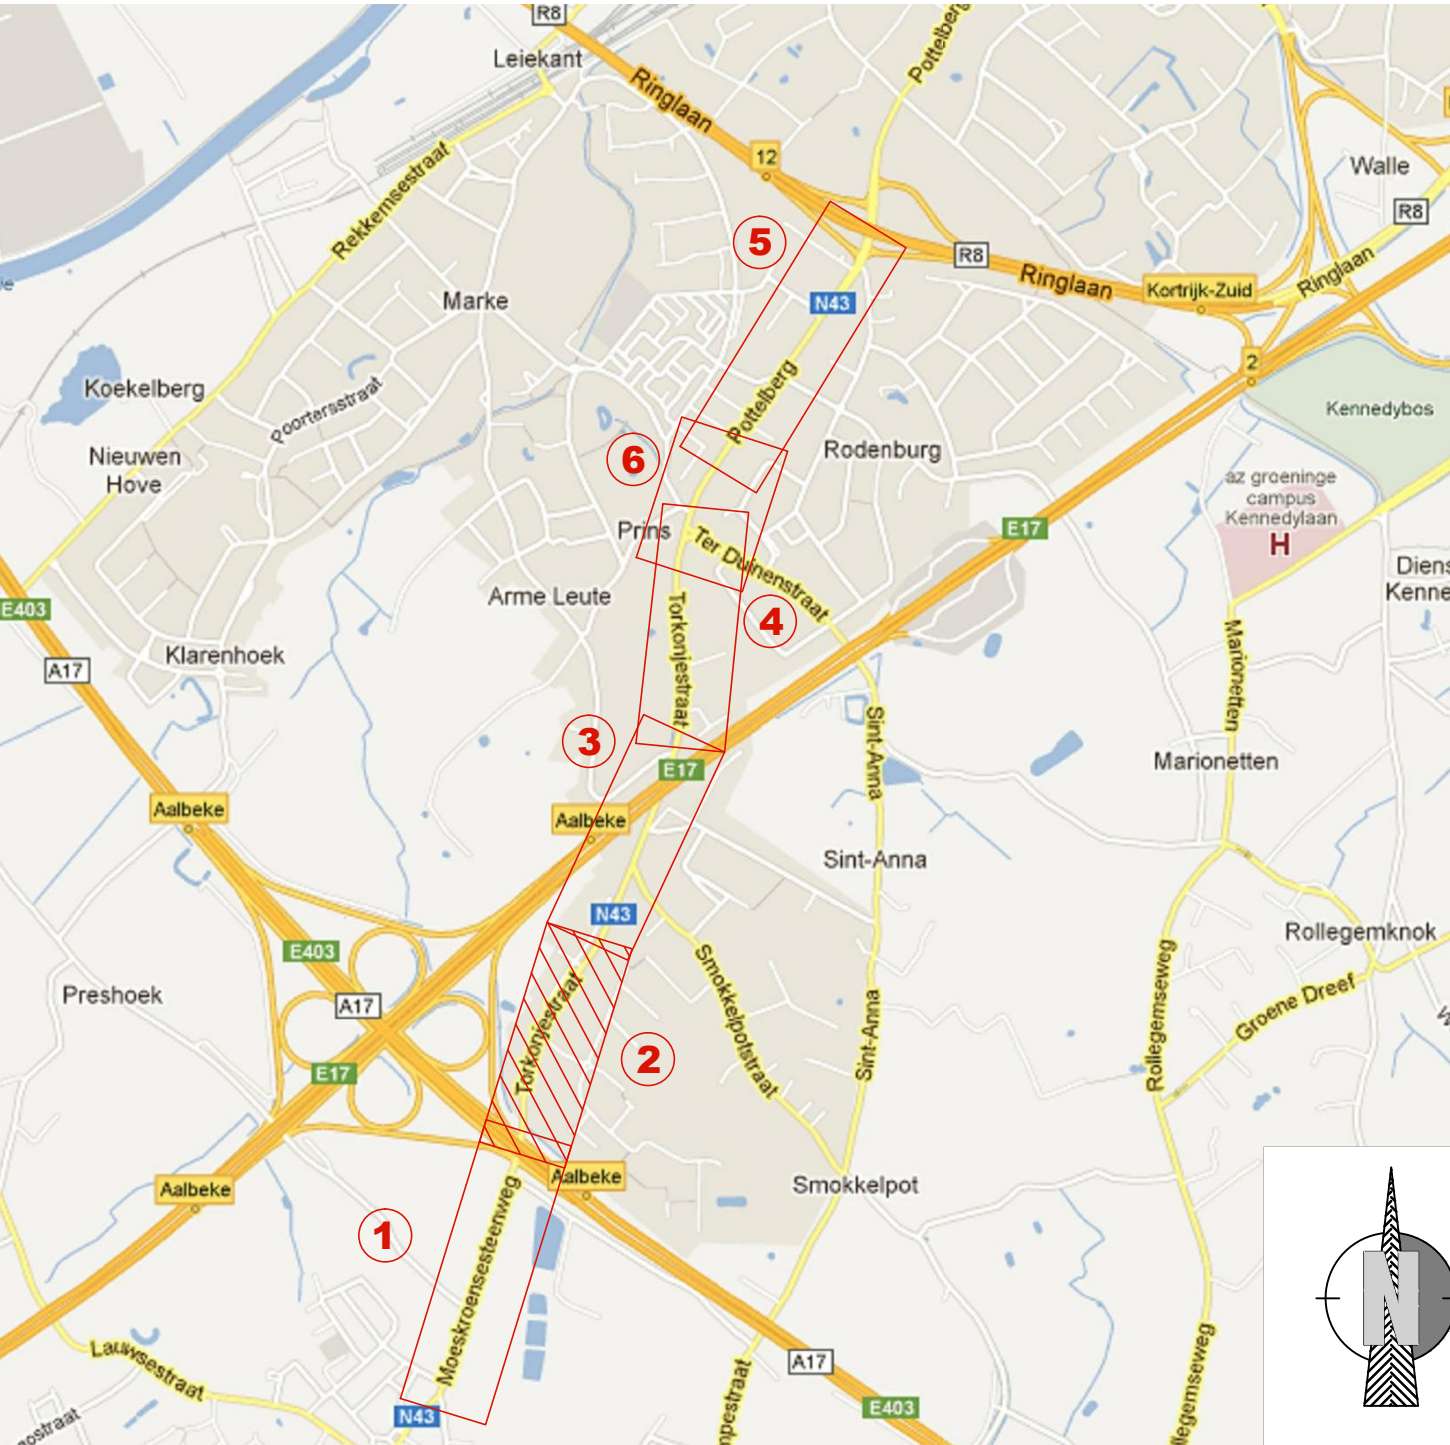 R8
Leiekant
Pottelberg
Ringlaan
12
Walle
R8
Rekkemsestraat
5
R8
Ringlaan
Kortrijk-Zuid
Ringlaan
Marke
N43
2
Koekelberg
Poortersstraat
Pottelberg
Kennedybos
Nieuwen
Hove
6
Rodenburg
az groeninge
campus
Kennedylaan
H
Prins
Ter Duinenstraat
E17
Diens
Kenne
E403
Arme Leute
Torkonjestraat
4
A17
Klarenhoek
Marionetten
3
Sint-Anna
E17
Marionetten
Aalbeke
Aalbeke
Sint-Anna
N43
Rollegemknok
E403
Smokkelpotstraat
Preshoek
A17
Torkonjestraat
Sint-Anna
Rollegemseweg
Groene Dreef
E17
2
Aalbeke
Aalbeke
Smokkelpot
1
Moeskroensesteenweg
N
Lauwsestraat
A17
N43
E403